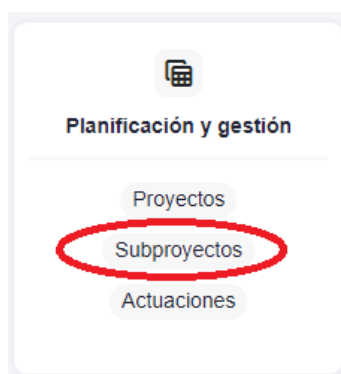 Planificación y gestión
Proyectos
Subproyectos
Actuaciones